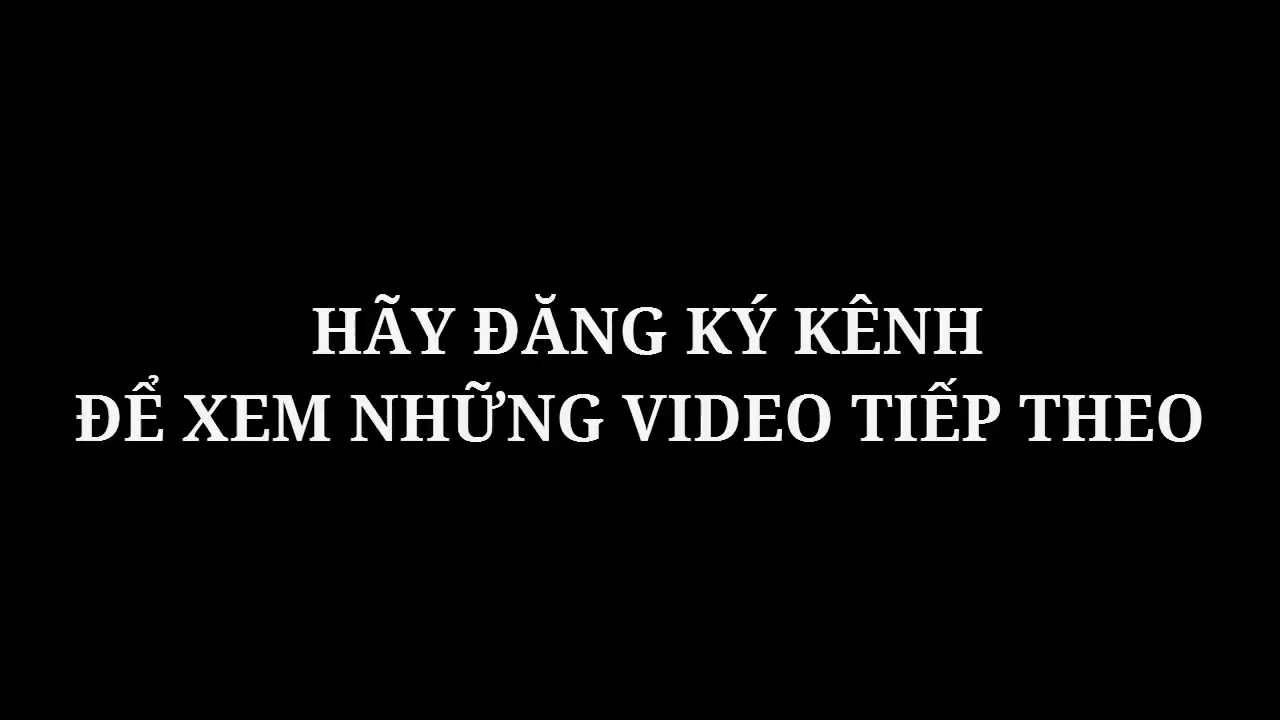 HÃY ĐĂNG KÝ KÊNH
ĐỂ XEM NHỮNG VIDEO TIẾP THEO